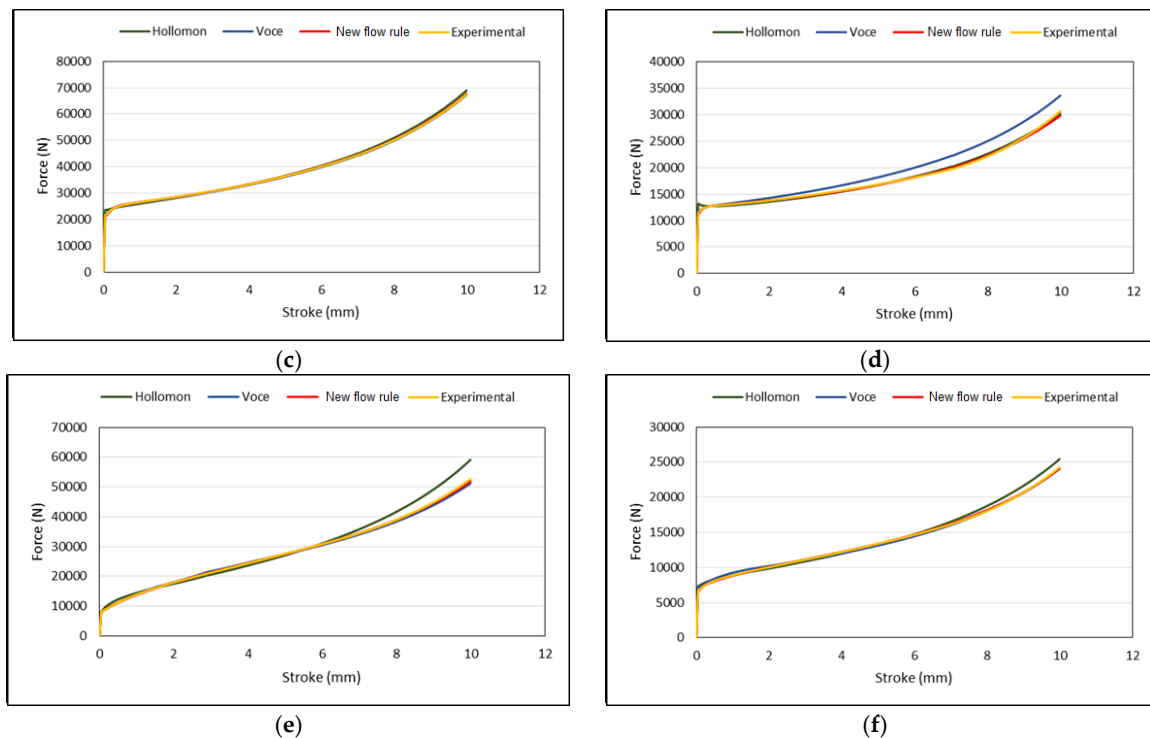 Hollomon Voce New flow rule Experimental
80000
70000
60000
50000
40000
30000
20000
10000
0
Force (N)
0 2 4 6 8 10 12
Stroke (mm)
(c)
Hollomon Voce New flow rule Experimental
40000
35000
30000
25000
20000
15000
10000
5000
0
Force (N)
0 2 4 6 8 10 12
Stroke (mm)
(d)
Hollomon Voce New flow rule Experimental
70000
60000
50000
40000
30000
20000
10000
0
Force (N)
0 2 4 6 8 10 12
Stroke (mm)
(e)
Hollomon Voce New flow rule Experimental
30000
25000
20000
15000
10000
5000
0
Force (N)
0 2 4 6 8 10 12
Stroke (mm)
(f)